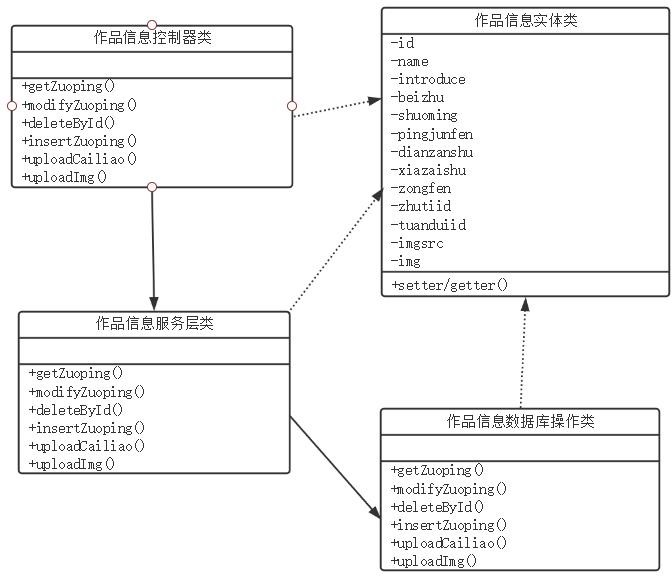 作品信息控制器类
+getZuoping()
+modifyZuoping()
+deleteById()
+insertZuoping()
+uploadCailiao()
+uploadImg()
作品信息实体类
-id
-name
-introduce
-beizhu
-shuoming
-pingjunfen
-dianzanshu
-xiazaishu
-zongfen
-zhutiid
-tuanduiid
-imgsrc
-img
+setter/getter()
作品信息服务层类
+getZuoping()
+modifyZuoping()
+deleteById()
+insertZuoping()
+uploadCailiao()
+uploadImg()
作品信息数据库操作类
+getZuoping()
+modifyZuoping()
+deleteById()
+insertZuoping()
+uploadCailiao()
+uploadImg()